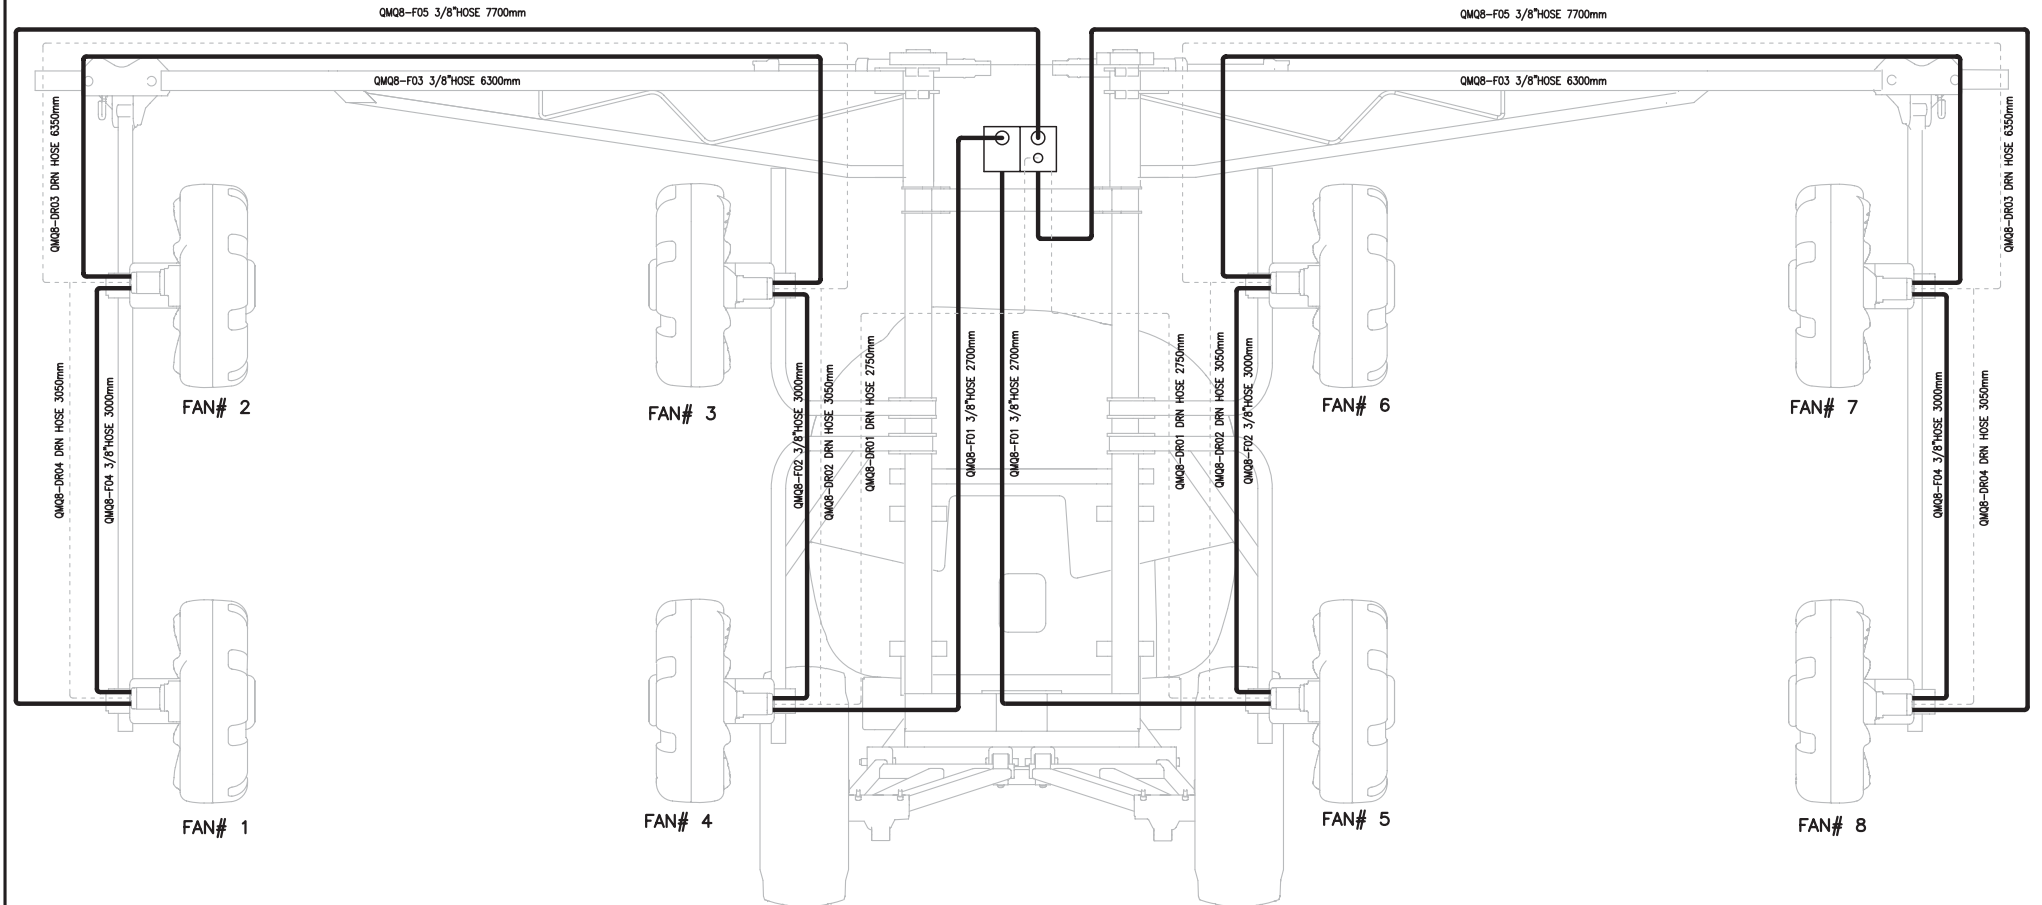 QMQ8-F05 3/8"HOSE 7700mm
QMQ8-F05 3/8"HOSE 7700mm
QMQ8-F03 3/8"HOSE 6300mm
QMQ8-F03 3/8"HOSE 6300mm
QMQ8-DR03 DRN HOSE 6350mm
QMQ8-DR03 DRN HOSE 6350mm
FAN# 2
FAN# 3
FAN# 6
FAN# 7
QMQ8-DR04 DRN HOSE 3050mm
QMQ8-F04 3/8"HOSE 3000mm
QMQ8-F02 3/8"HOSE 3000mm
QMQ8-DR02 DRN HOSE 3050mm
QMQ8-DR01 DRN HOSE 2750mm
QMQ8-F01 3/8"HOSE 2700mm
QMQ8-F01 3/8"HOSE 2700mm
QMQ8-DR01 DRN HOSE 2750mm
QMQ8-DR02 DRN HOSE 3050mm
QMQ8-F02 3/8"HOSE 3000mm
QMQ8-F04 3/8"HOSE 3000mm
QMQ8-DR04 DRN HOSE 3050mm
FAN# 1
FAN# 4
FAN# 5
FAN# 8